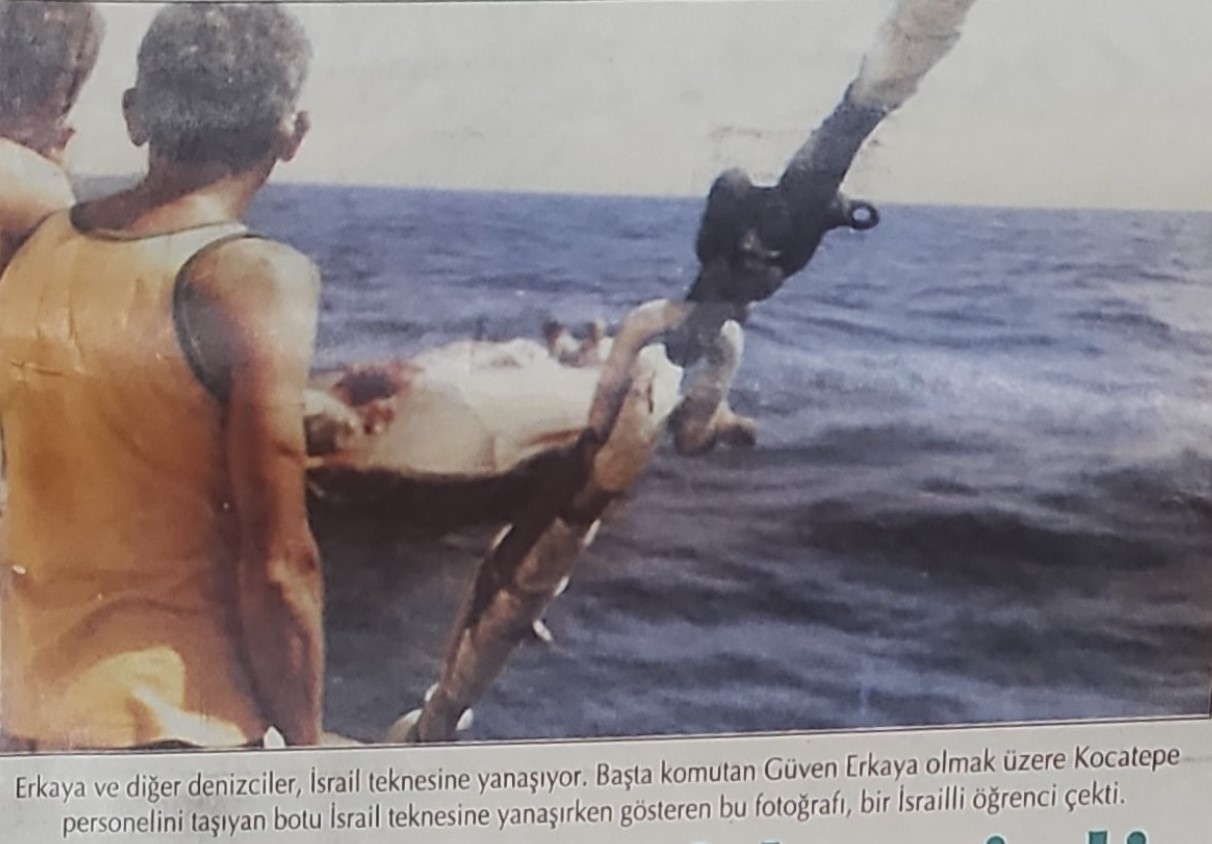 Erkaya ve diğer denizciler, İsrail teknesine yanaşıyor. Başta komutan Güven Erkaya olmak üzere Kocatepe
personelini taşıyan botu İsrail teknesine yanaşırken gösteren bu fotoğrafı, bir İsrailli öğrenci çekti.